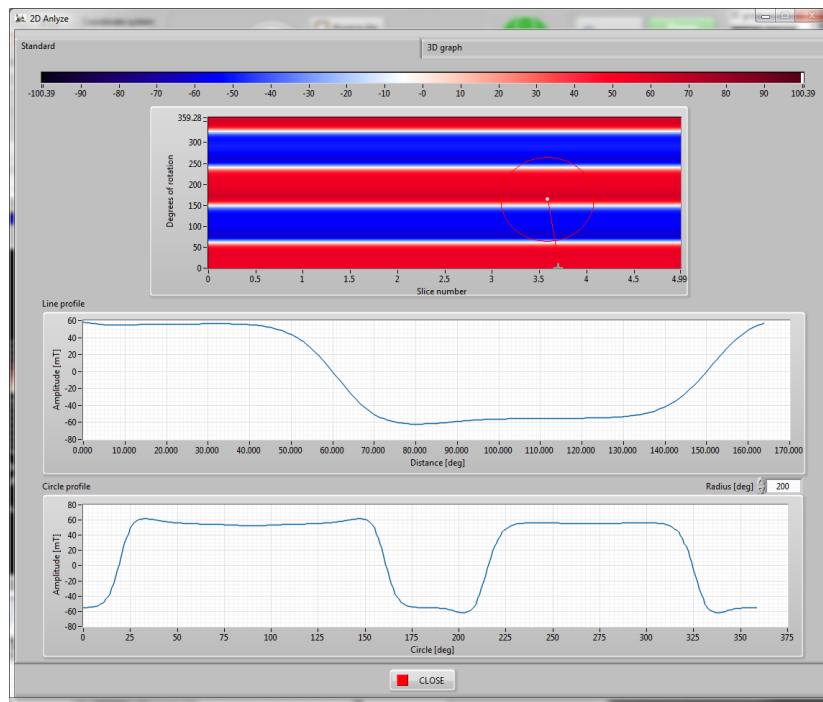 2D Anlyze
Standard
3D graph
-100.39 -90 -80 -70 -60 -50 -40 -30 -20 -10 -0 10 20 30 40 50 60 70 80 90 100.39
359.28
300
250
200
150
100
50
0
Degrees of rotation
0 0.5 1 1.5 2 2.5 3 3.5 4 4.5 4.99
Slice number
Line profile
60
40
20
0
-20
-40
-60
-80
Amplitude [mT]
0.000 10.000 20.000 30.000 40.000 50.000 60.000 70.000 80.000 90.000 100.000 110.000 120.000 130.000 140.000 150.000 160.000 170.000
Distance [deg]
Circle profile
Radius [deg] 200
80
60
40
20
0
-20
-40
-60
-80
Amplitude [mT]
0 25 50 75 100 125 150 175 200 225 250 275 300 325 350 375
Circle [deg]
CLOSE